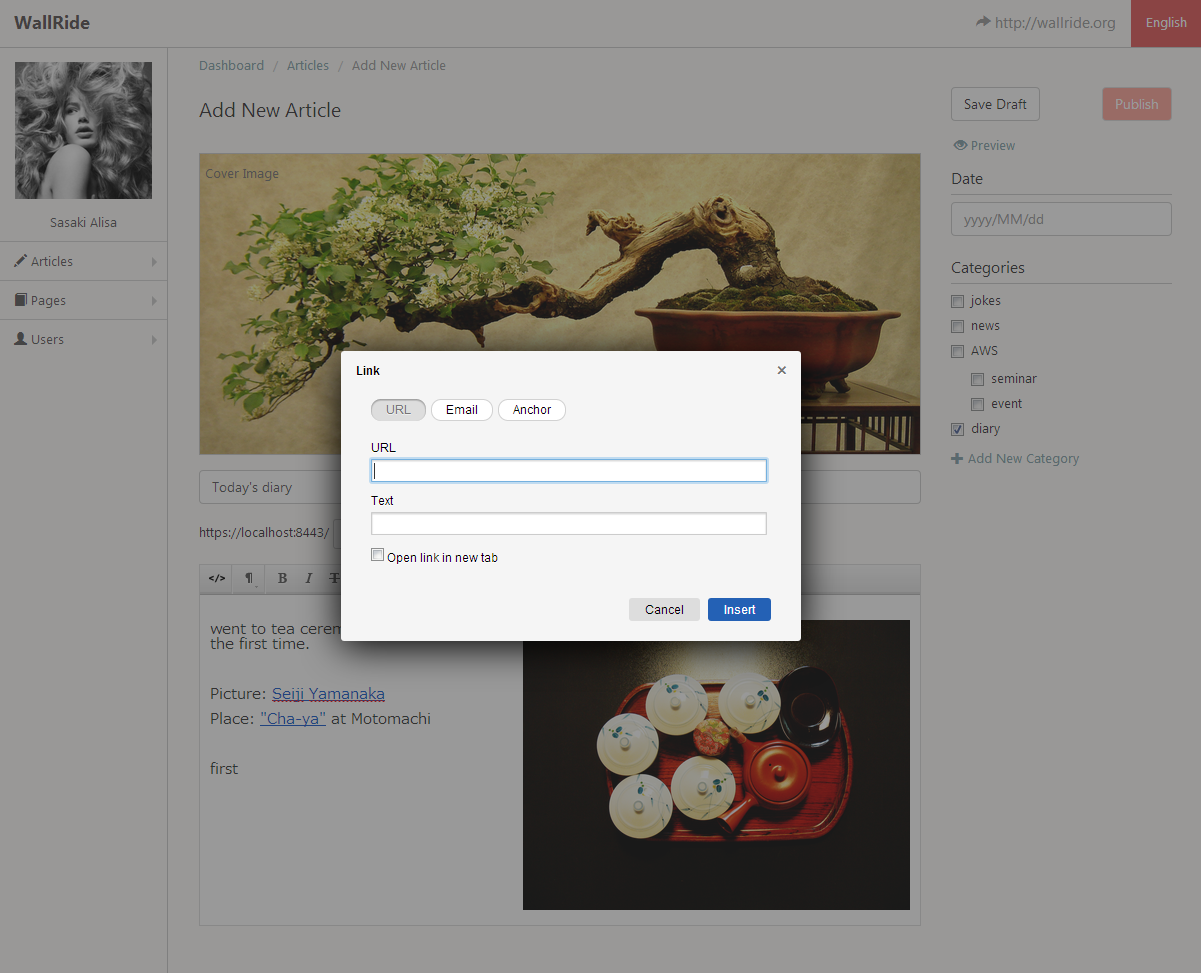 WallRide
http://wallride.org
English
Sasaki Alisa
Articles
Pages
Users
Dashboard / Articles / Add New Article
Add New Article
Cover Image
Today's diary
https://localhost:8443/
</> ¶ B I T
went to tea cerem
the first time.
Picture: Seiji Yamanaka
Place: "Cha-ya" at Motomachi
first
Link
×
URL Email Anchor
URL
Text
Open link in new tab
Cancel Insert
Save Draft Publish
Preview
Date
yyyy/MM/dd
Categories
jokes
news
AWS
seminar
event
diary
Add New Category